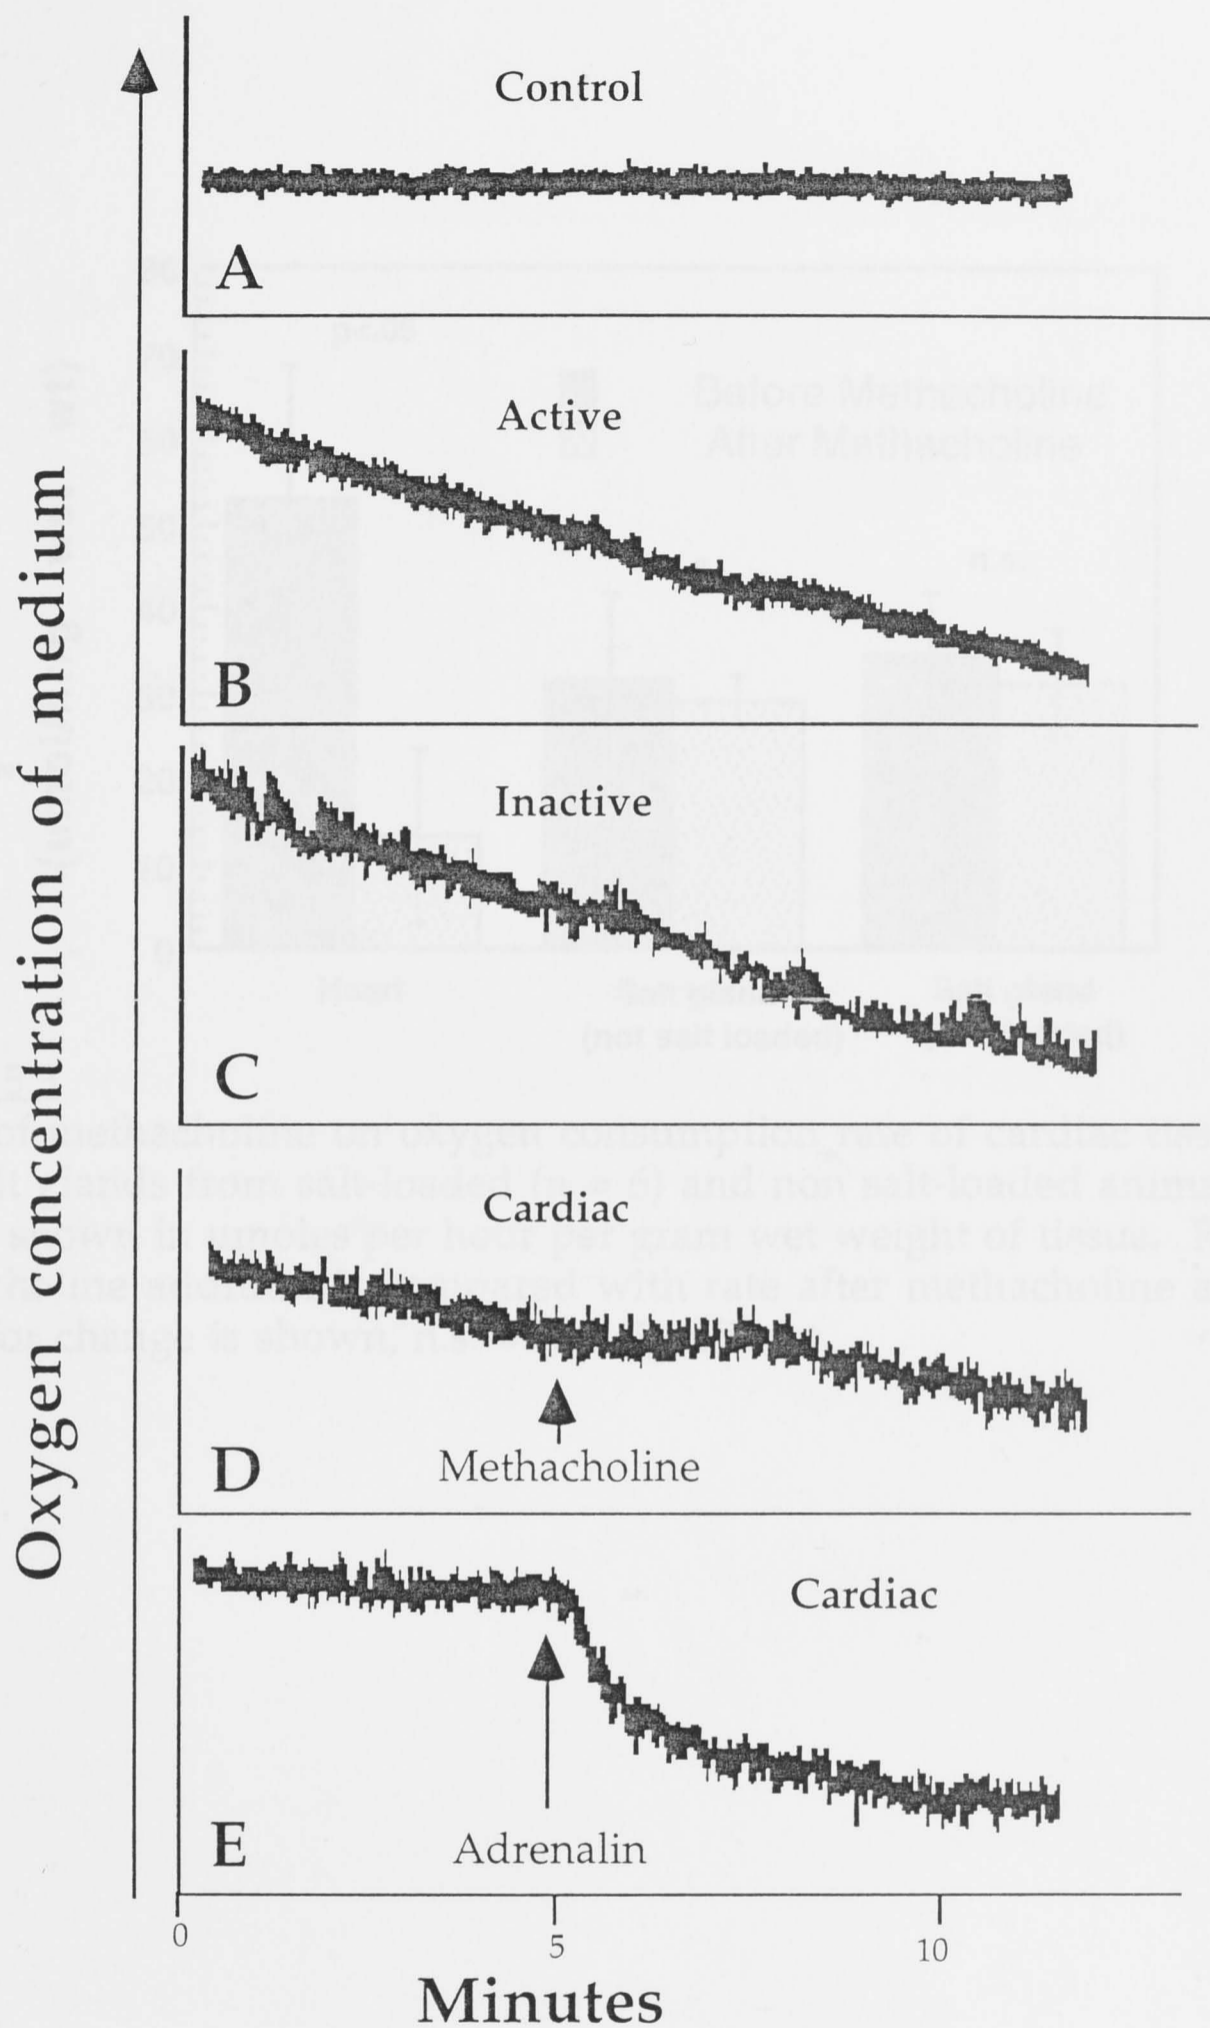 Oxygen concentration of medium
Control
A
Active
B
Inactive
C
Cardiac
Methacholine
D
Cardiac
Adrenalin
E
0
5
10
Minutes